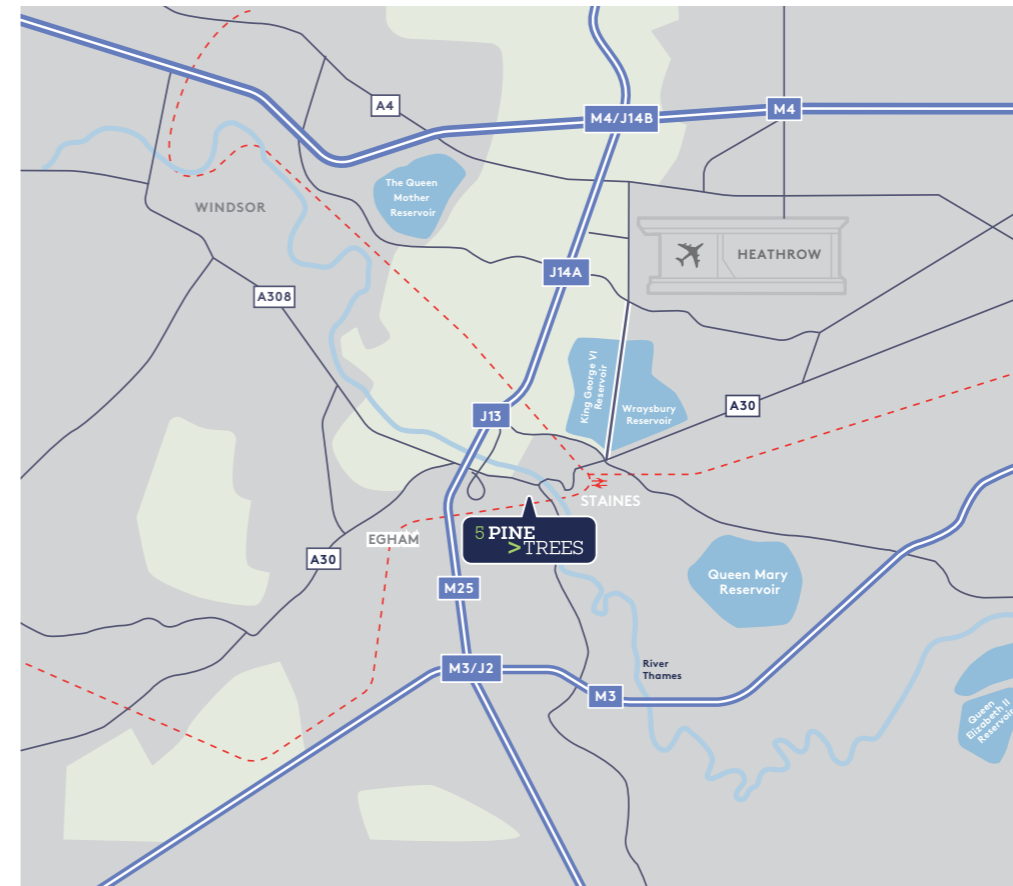 A4
M4/J14B
M4
The Queen
Mother
Reservoir
WINDSOR
HEATHROW
J14A
A308
King George VI
Reservoir
Wraysbury
Reservoir
A30
J13
STAINES
5 PINE
>TREES
EGHAM
A30
Queen Mary
Reservoir
M25
M3/J2
River
Thames
M3
Queen
Elizabeth II
Reservoir